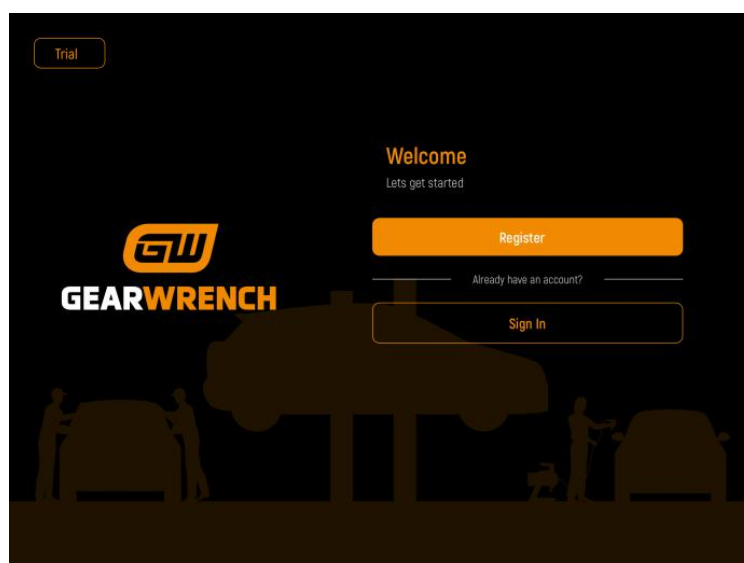 Trial
Welcome
Lets get started
Register
Already have an account?
Sign In
GW
GEARWRENCH